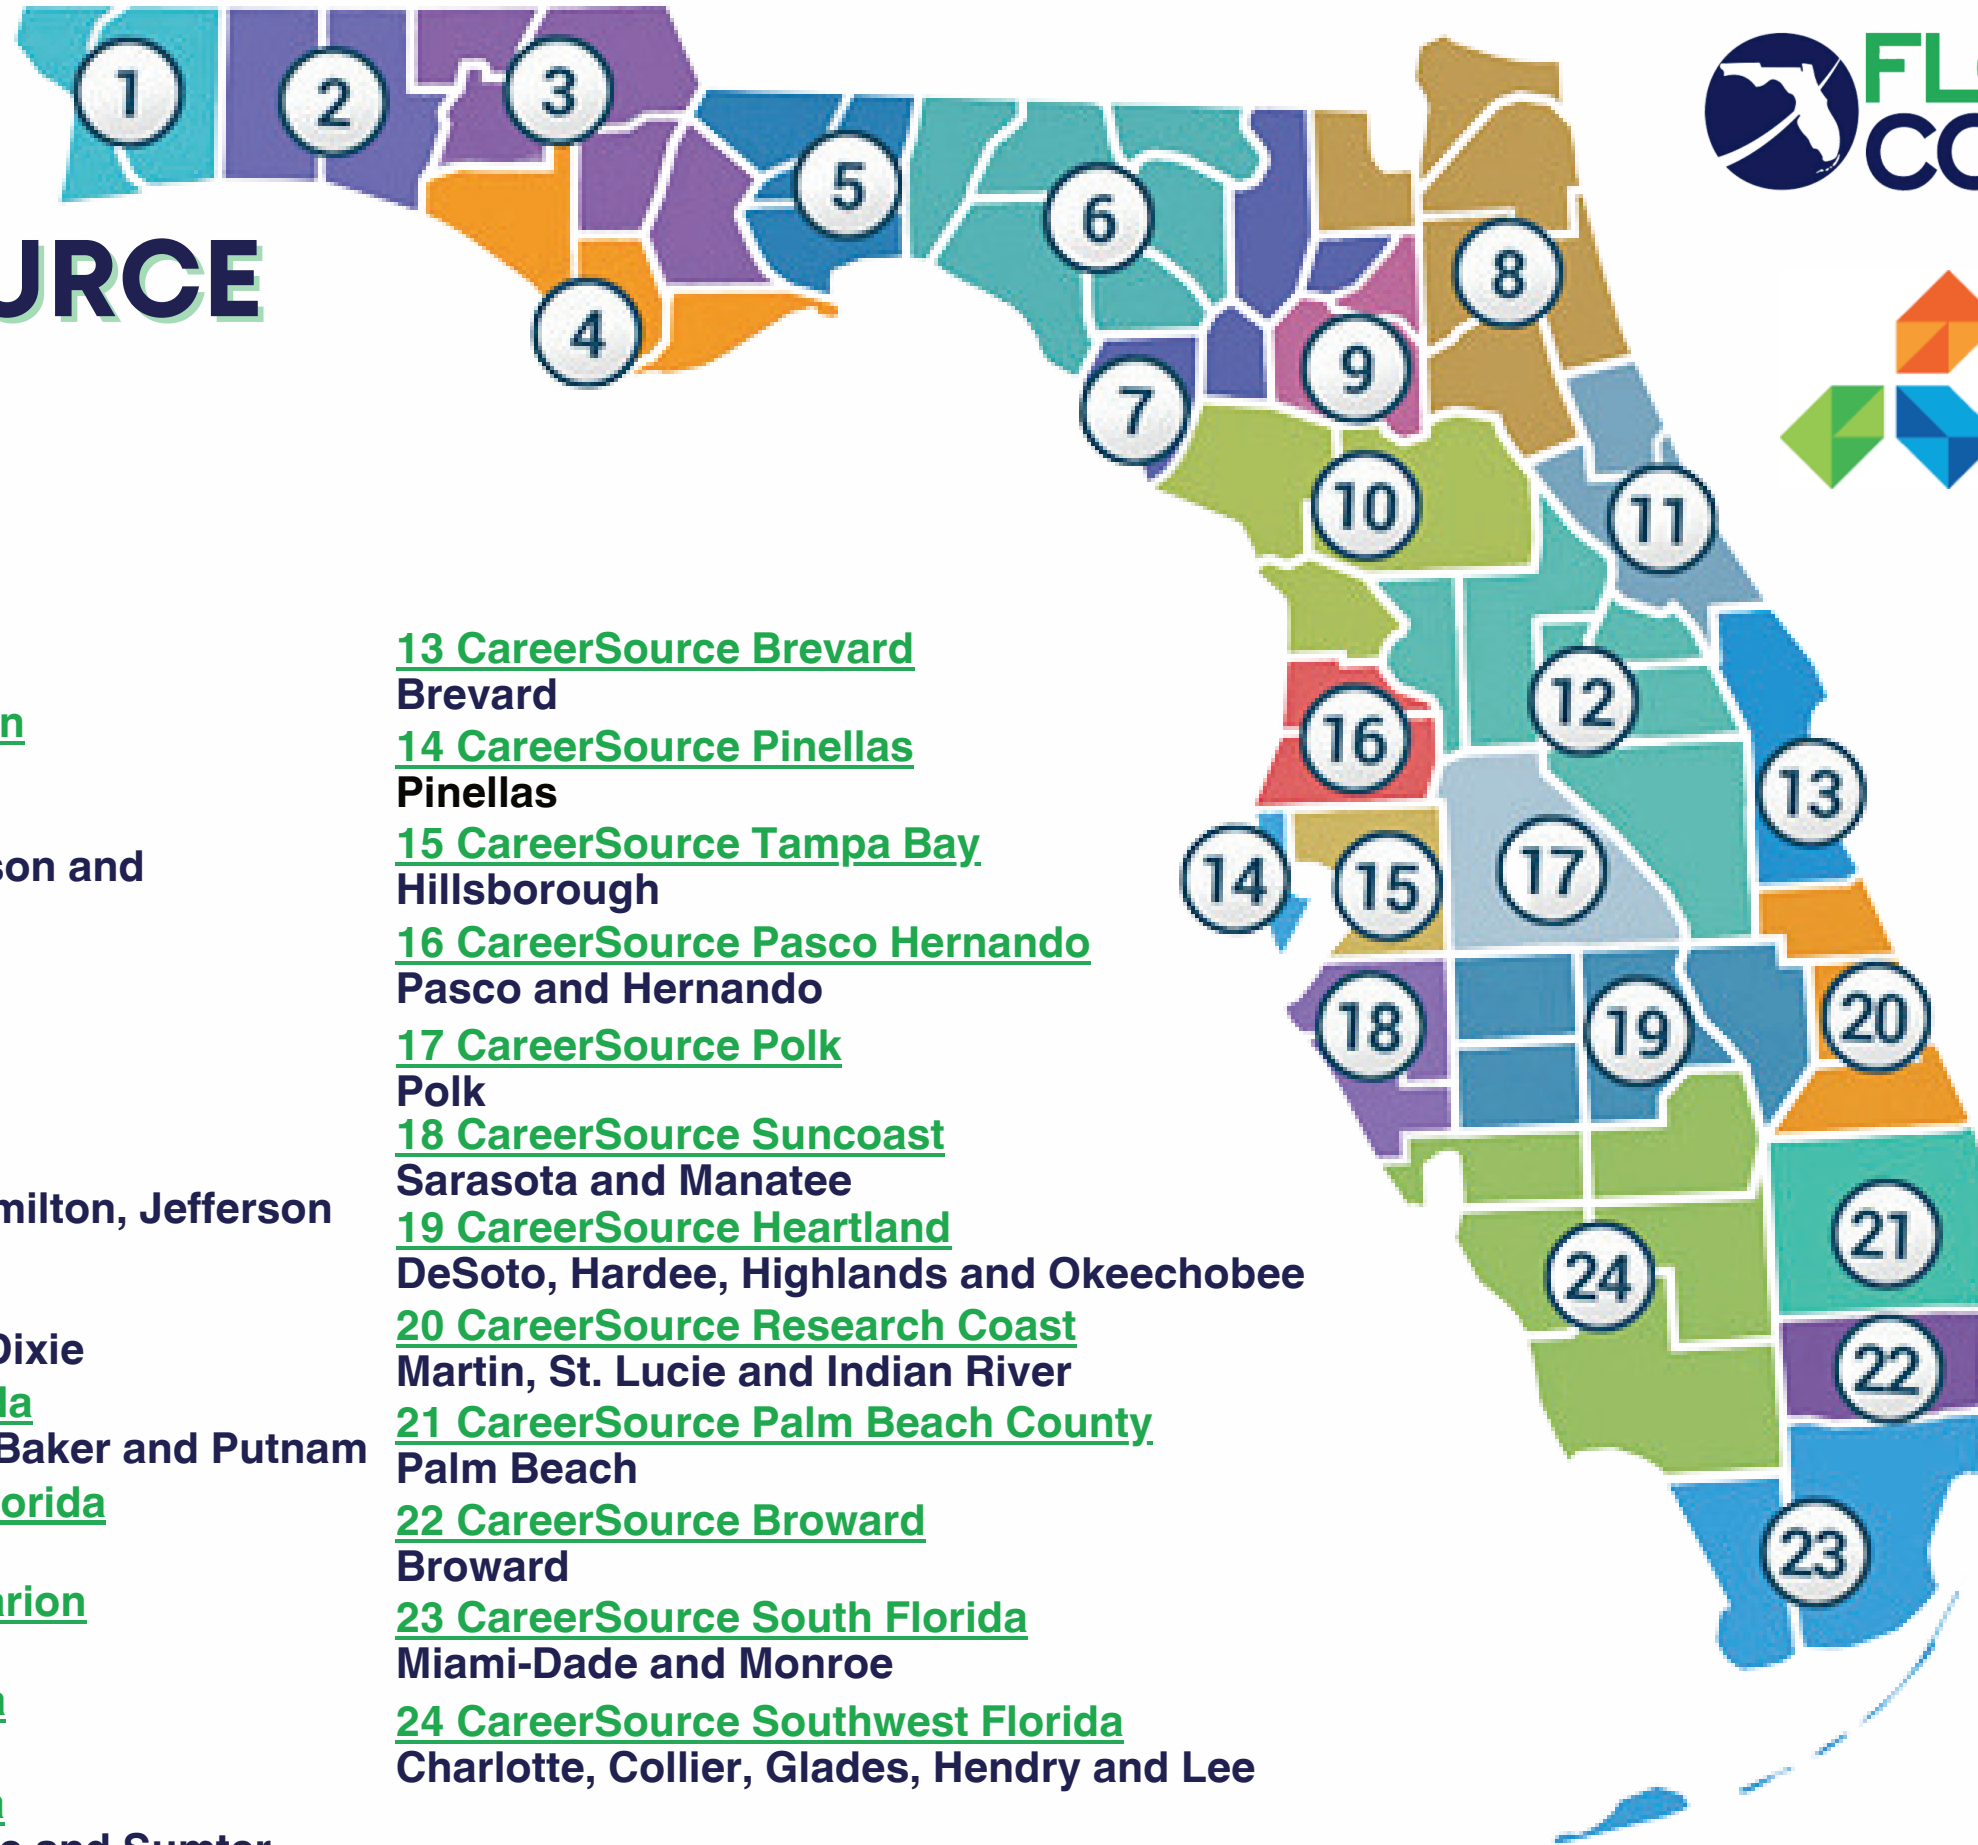 1
2
3
4
5
6
7
8
9
10
11
12
13
14
15
16
17
18
19
20
21
22
23
24
FL
URCE
n
son and
milton, Jefferson
Dixie
la
Baker and Putnam
orida
arion
and Sumter
13 CareerSource Brevard
Brevard
14 CareerSource Pinellas
Pinellas
15 CareerSource Tampa Bay
Hillsborough
16 CareerSource Pasco Hernando
Pasco and Hernando
17 CareerSource Polk
Polk
18 CareerSource Suncoast
Sarasota and Manatee
19 CareerSource Heartland
DeSoto, Hardee, Highlands and Okeechobee
20 CareerSource Research Coast
Martin, St. Lucie and Indian River
21 CareerSource Palm Beach County
Palm Beach
22 CareerSource Broward
Broward
23 CareerSource South Florida
Miami-Dade and Monroe
24 CareerSource Southwest Florida
Charlotte, Collier, Glades, Hendry and Lee